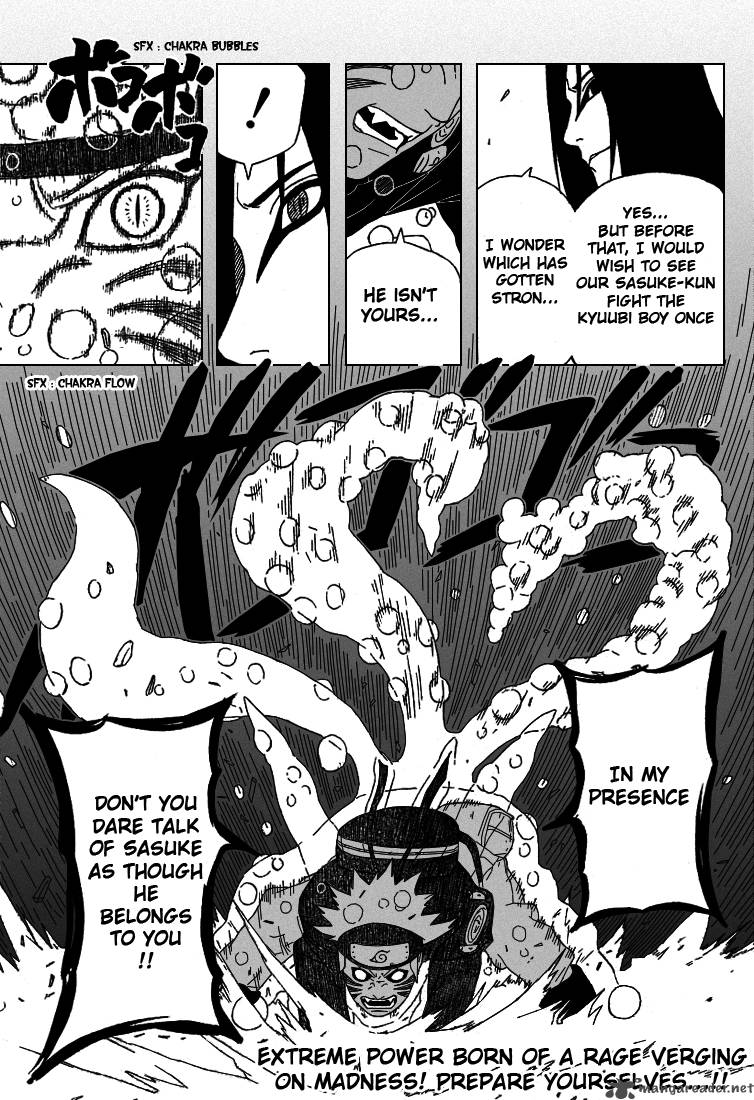 YES...
BUT BEFORE
THAT, I WOULD
WISH TO SEE
OUR SASUKE-KUN
FIGHT THE
KYUUBI BOY ONCE
I WONDER
WHICH HAS
GOTTEN
STRON...
HE ISN'T
YOURS...
!
SFX : CHAKRA BUBBLES
ボコボコ
SFX : CHAKRA FLOW
IN MY
PRESENCE
DON'T YOU
DARE TALK
OF SASUKE
AS THOUGH
HE
BELONGS
TO YOU
!!
EXTREME POWER BORN OF A RAGE VERGING
ON MADNESS! PREPARE YOURSELVES...!!
mangareader.net